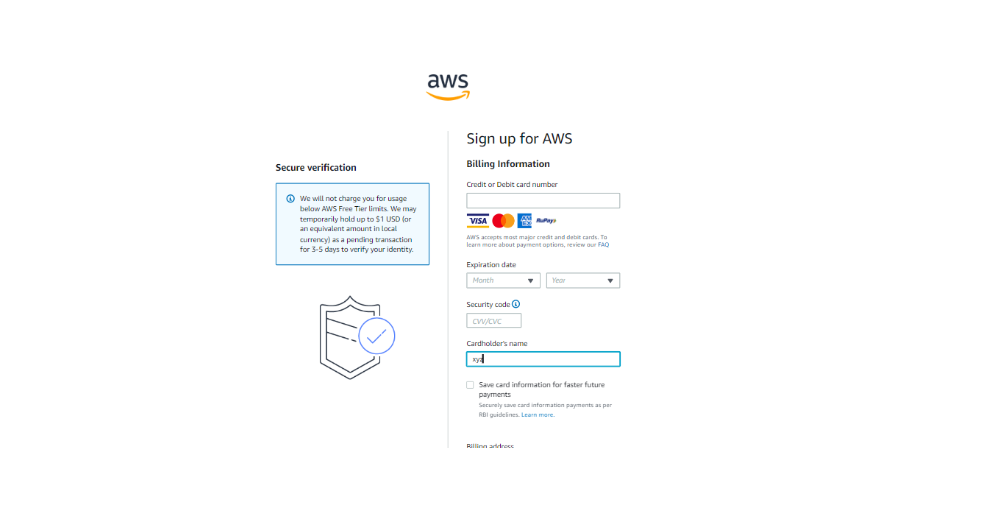 aws
Sign up for AWS
Secure verification
We will not charge you for usage
below AWS Free Tier limits. We may
temporarily hold up to $1 USD (or
an equivalent amount in local
currency) as a pending transaction
for 3-5 days to verify your identity.
Billing Information
Credit or Debit card number
VISA
RuPay
AWS accepts most major credit and debit cards. To
learn more about payment options, review our FAQ
Expiration date
Month
Year
Security code
CVV/CVC
Cardholder's name
xyz
Save card information for faster future
payments
Securely save card information payments as per
RBI guidelines. Learn more.
Billing address